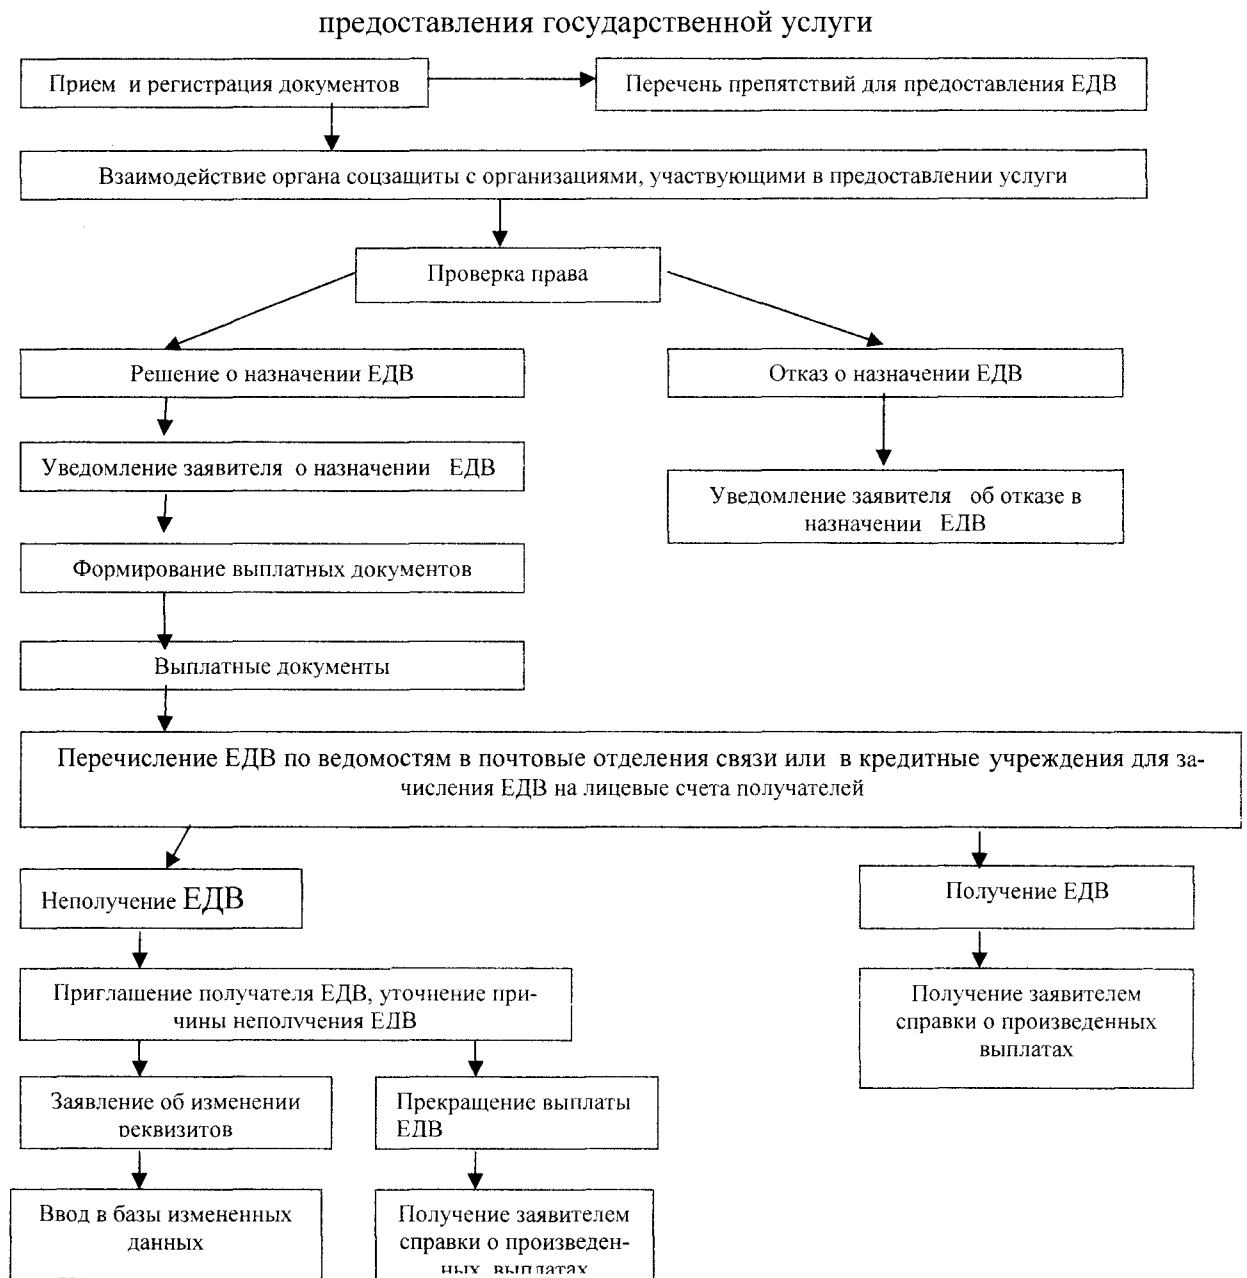 предоставления государственной услуги
Прием и регистрация документов
Перечень препятствий для предоставления ЕДВ
Взаимодействие органа соцзащиты с организациями, участвующими в предоставлении услуги
Проверка права
Решение о назначении ЕДВ
Отказ о назначении ЕДВ
Уведомление заявителя о назначении ЕДВ
Уведомление заявителя об отказе в
назначении ЕДВ
Формирование выплатных документов
Выплатные документы
Перечисление ЕДВ по ведомостям в почтовые отделения связи или в кредитные учреждения для за-
числения ЕДВ на лицевые счета получателей
Неполучение ЕДВ
Получение ЕДВ
Приглашение получателя ЕДВ, уточнение при-
чины неполучения ЕДВ
Получение заявителем
справки о произведенных
выплатах
Заявление об изменении
реквизитов
Прекращение выплаты
ЕДВ
Ввод в базы измененных
данных
Получение заявителем
справки о произведен-
ных выплатах